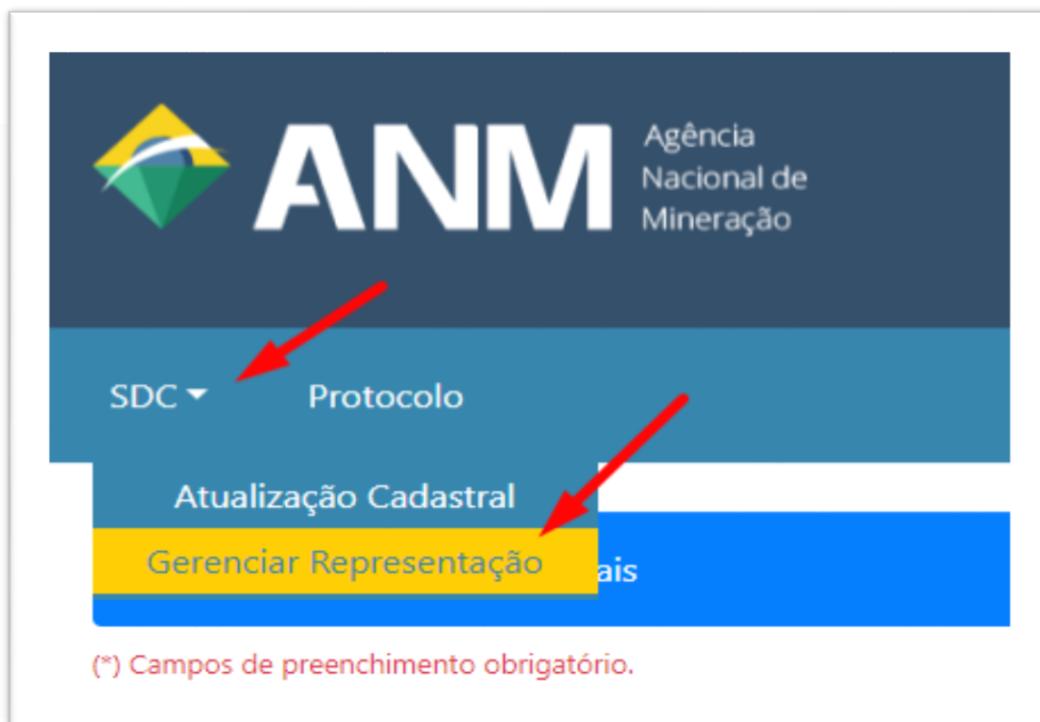 ANM
Agência
Nacional de
Mineração
SDC
Protocolo
Atualização Cadastral
Gerenciar Representação
ais
(*) Campos de preenchimento obrigatório.